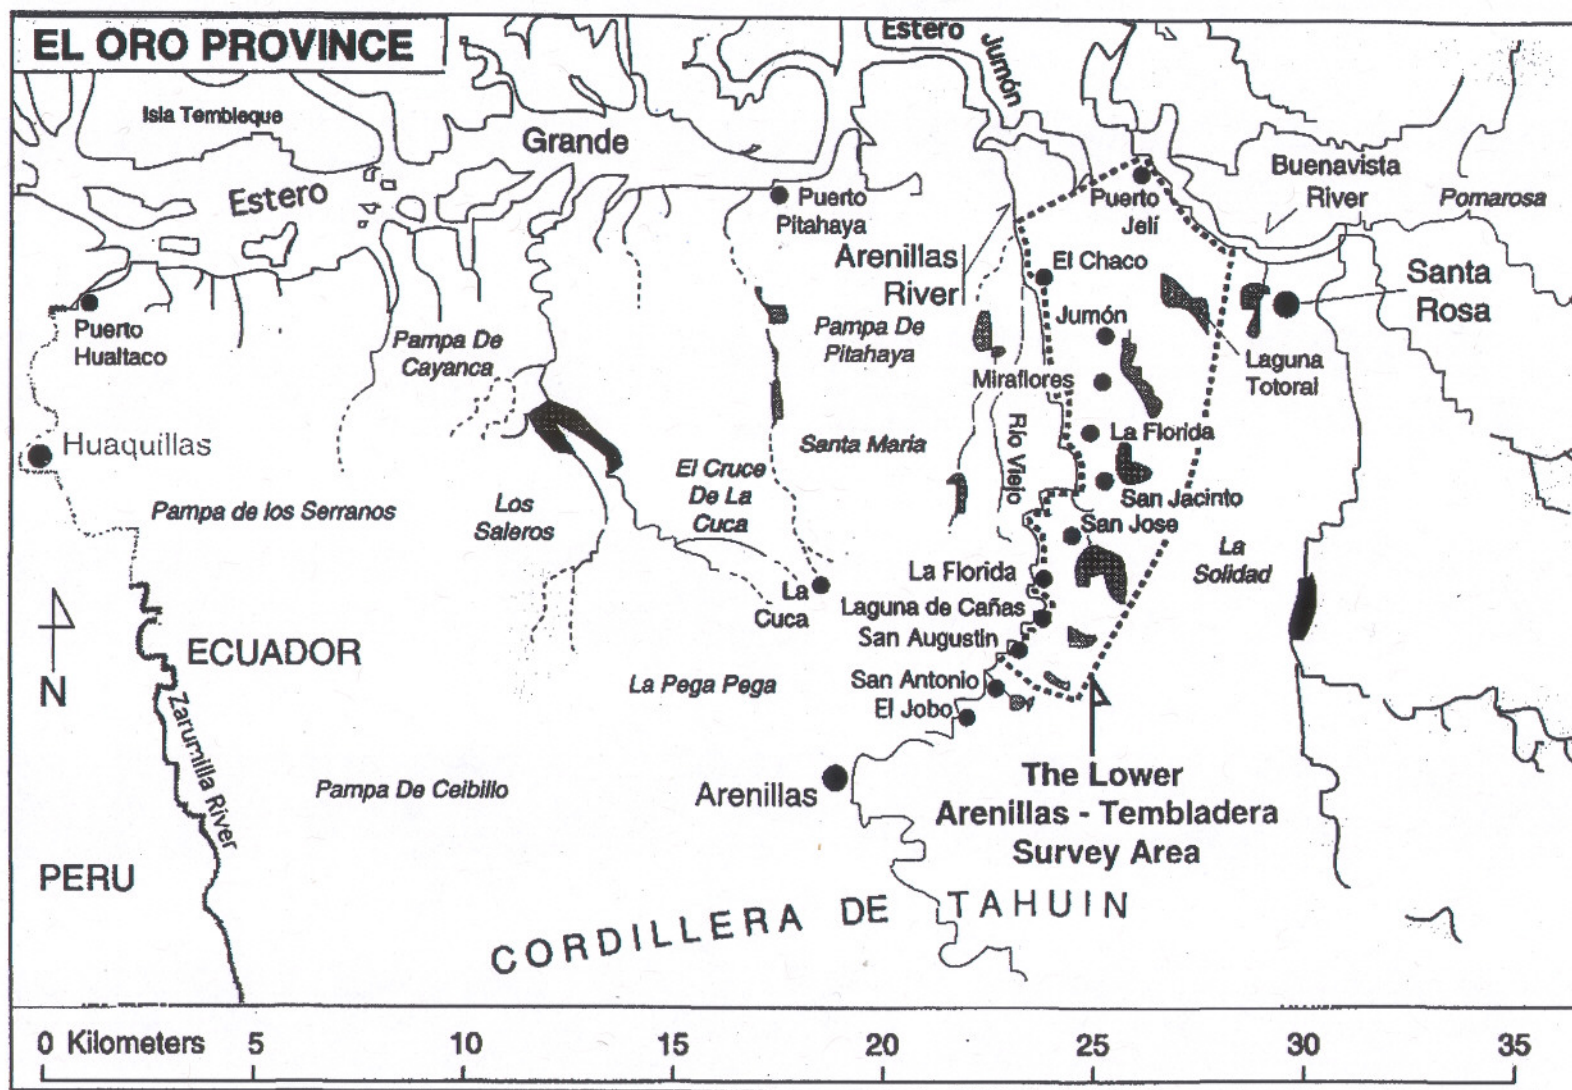 EL ORO PROVINCE
Isla Tembleque
Estero
Grande
Estero
Jumón
Buenavista
River
Pomarosa
Puerto
Pitahaya
Puerto
Jelí
Arenillas
River
El Chaco
Santa
Rosa
Puerto
Hualtaco
Pampa De
Cayanca
Pampa De
Pitahaya
Jumón
Laguna
Totoral
Miraflores
Huaquillas
Santa Maria
Río Viejo
La Florida
El Cruce
De La
Cuca
San Jacinto
Pampa de los Serranos
Los
Saleros
San Jose
La
Solidad
La Florida
La
Cuca
Laguna de Cañas
San Augustin
ECUADOR
N
La Pega Pega
San Antonio
El Jobo
Zarumilla River
Pampa De Ceibillo
Arenillas
The Lower
Arenillas - Tembladera
Survey Area
PERU
CORDILLERA DE TAHUIN
0 Kilometers 5 10 15 20 25 30 35